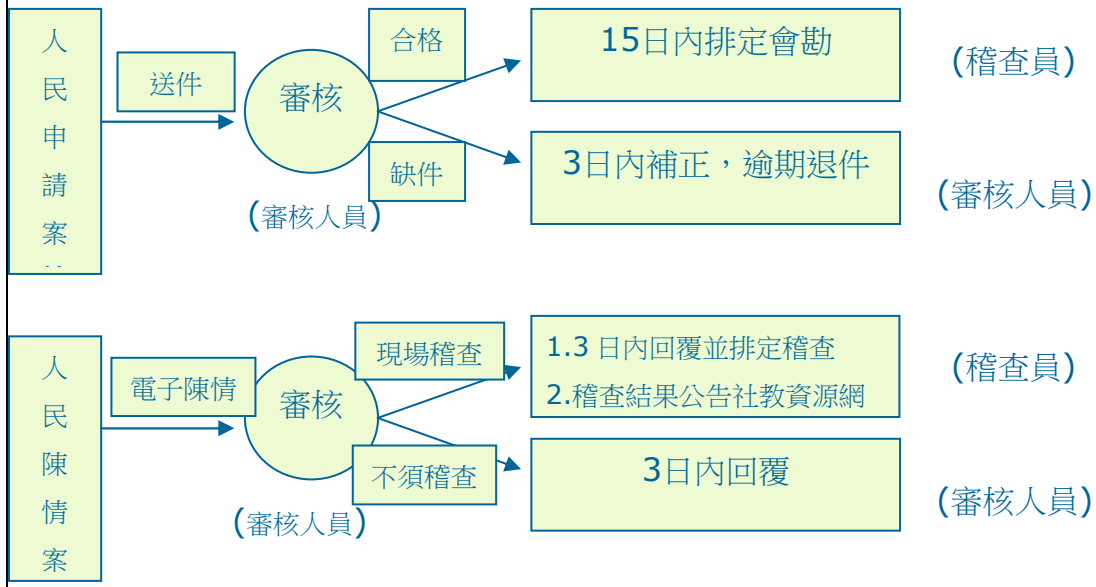 人民申請案
送件
審核
(審核人員)
合格
缺件
15日內排定會勘
(稽查員)
3日內補正，逾期退件
(審核人員)
人民陳情案
電子陳情
審核
(審核人員)
現場稽查
不須稽查
1.3 日內回覆並排定稽查
2.稽查結果公告社教資源網
(稽查員)
3日內回覆
(審核人員)